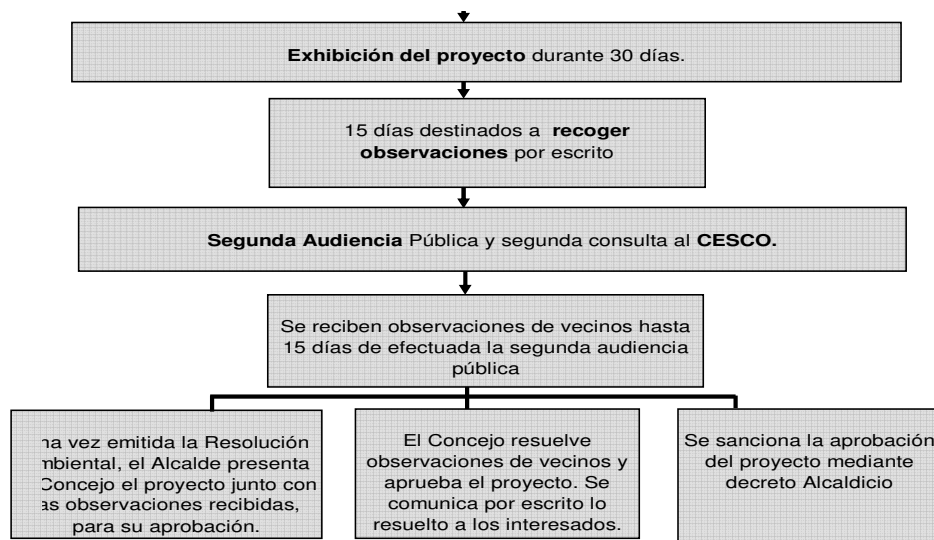 Exhibición del proyecto durante 30 días.
15 días destinados a recoger
observaciones por escrito
Segunda Audiencia Pública y segunda consulta al CESCO.
Se reciben observaciones de vecinos hasta
15 días de efectuada la segunda audiencia
pública
na vez emitida la Resolución
mbiental, el Alcalde presenta
Concejo el proyecto junto con
as observaciones recibidas,
para su aprobación.
El Concejo resuelve
observaciones de vecinos y
aprueba el proyecto. Se
comunica por escrito lo
resuelto a los interesados.
Se sanciona la aprobación
del proyecto mediante
decreto Alcaldicio